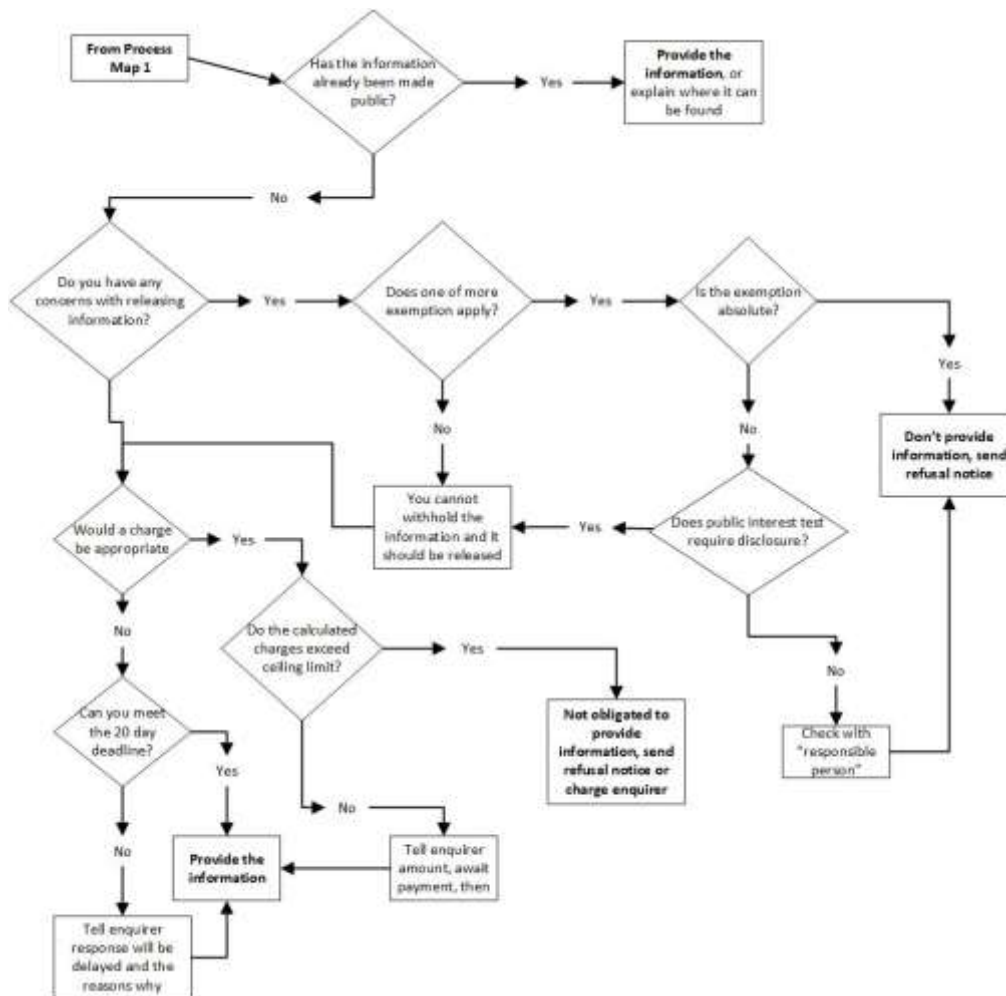 From Process
Map 1
Has the information
already been made
public?
Yes
Provide the
information, or
explain where it can
be found
No
Do you have any
concerns with releasing
information?
Yes
Does one of more
exemption apply?
Yes
Is the exemption
absolute?
Yes
No
No
Don't provide
information, send
refusal notice
You cannot
withhold the
information and it
should be released
Yes
Does public interest test
require disclosure?
Would a charge
be appropriate
Yes
No
Do the calculated
charges exceed
ceiling limit?
Yes
No
Can you meet
the 20 day
deadline?
Yes
Not obligated to
provide
information, send
refusal notice or
charge enquirer
Check with
"responsible
person"
No
No
Provide the
information
Tell enquirer
amount, await
payment, then
Tell enquirer
response will be
delayed and the
reasons why